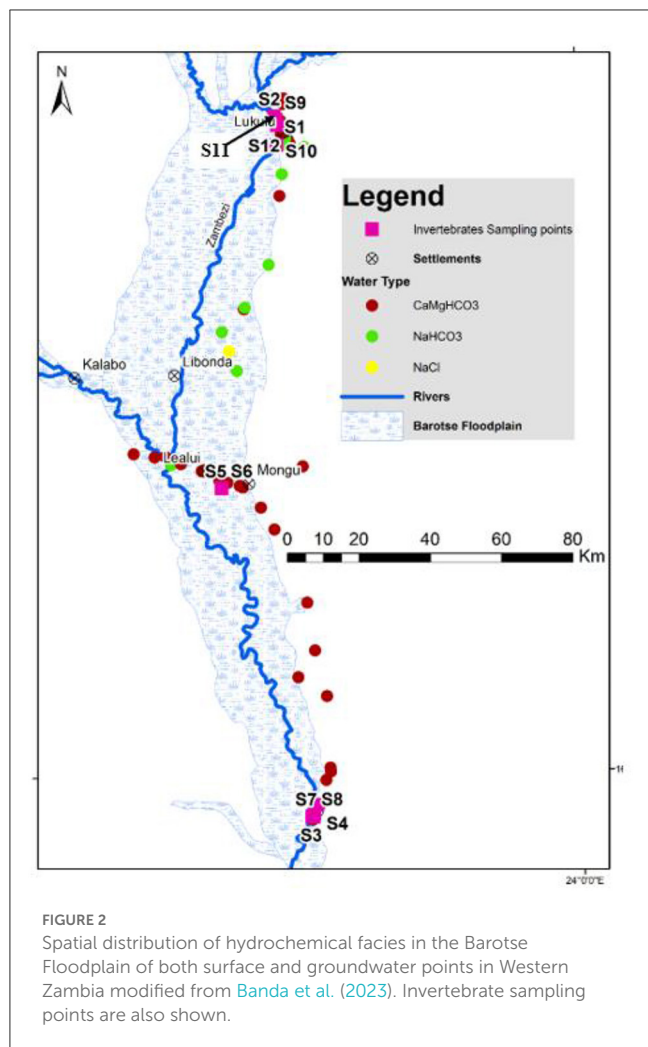 N
S2 S9
Lukulu
S1
S11
S12 S10
Zambezi
Legend
Invertebrates Sampling points
Settlements
Water Type
CaMgHCO3
NaHCO3
NaCl
Rivers
Barotse Floodplain
Kalabo
Libonda
Lealui
S5 S6 Mongu
0 10 20 40 60 80
Km
S7 S8
S4
S3
24°0'0"E
FIGURE 2
Spatial distribution of hydrochemical facies in the Barotse
Floodplain of both surface and groundwater points in Western
Zambia modified from Banda et al. (2023). Invertebrate sampling
points are also shown.